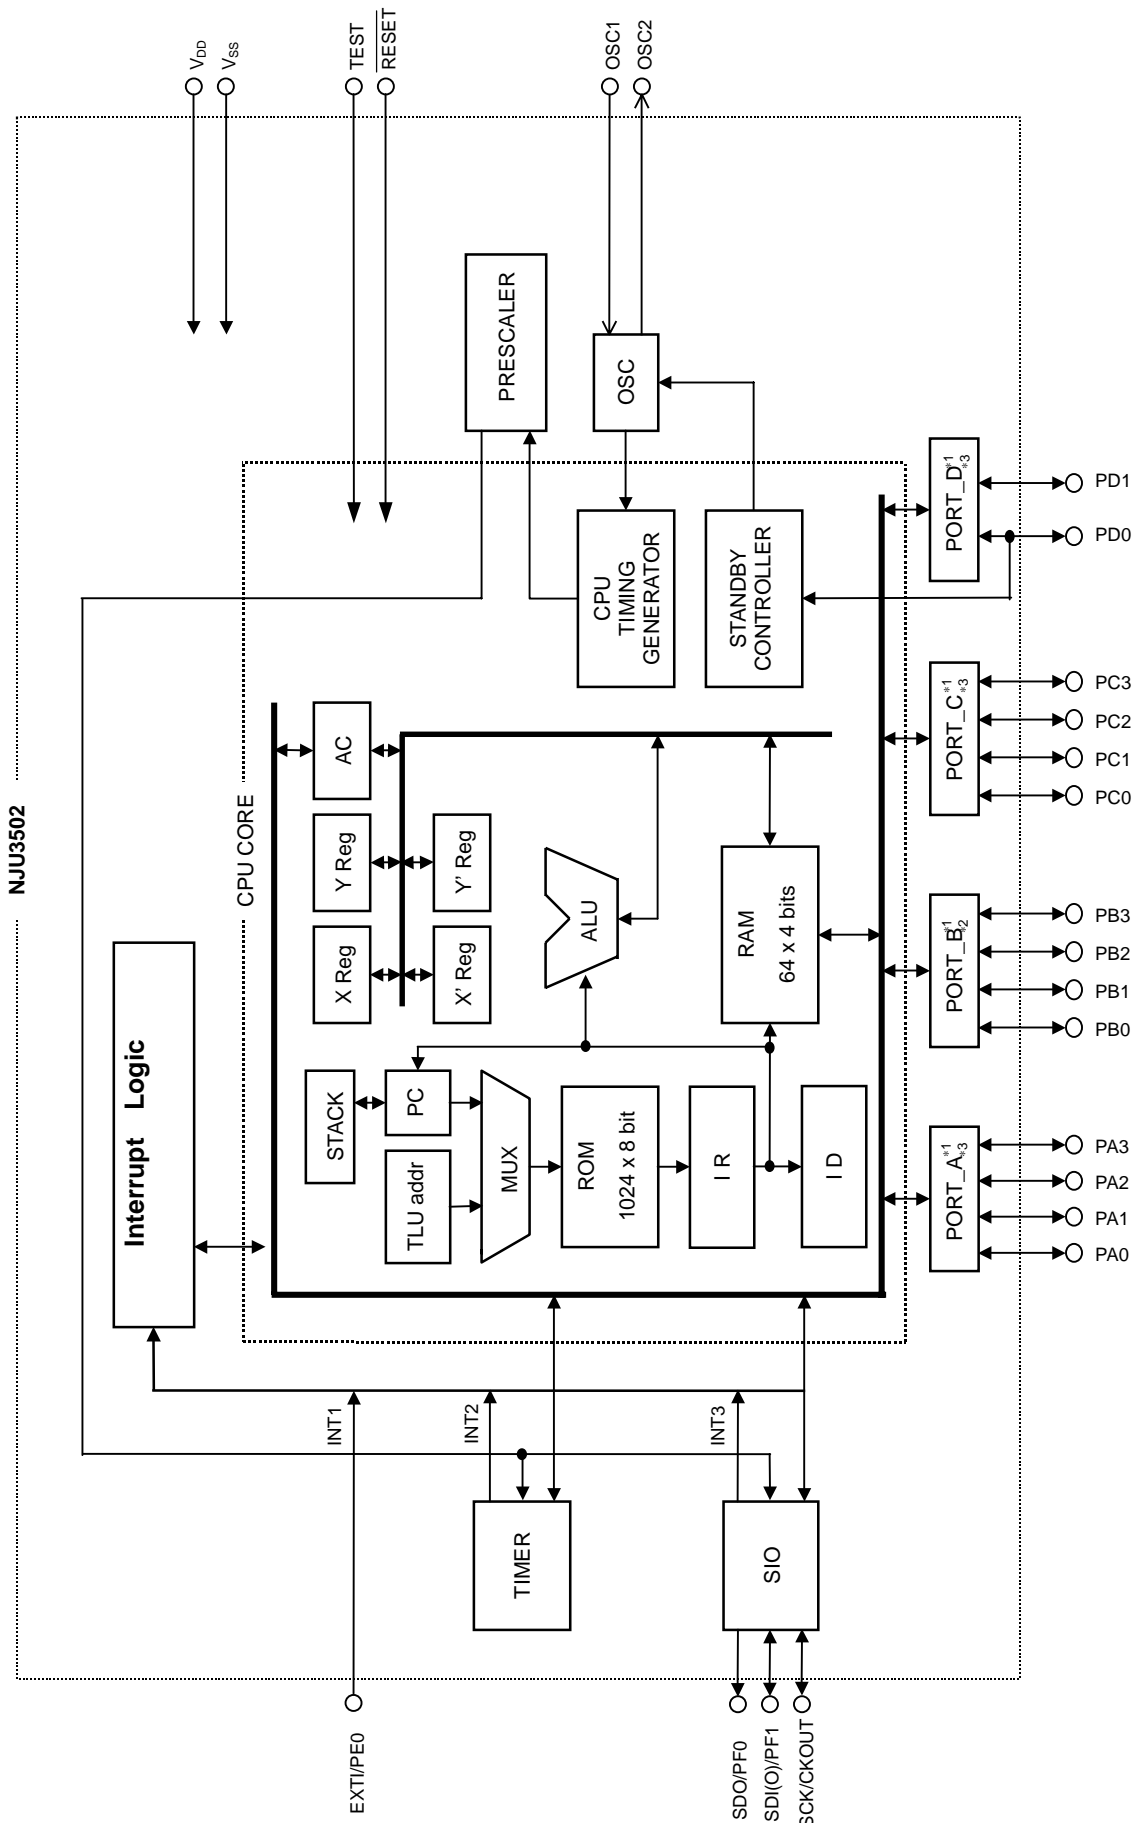 NJU3502
V_DD
V_SS
TEST
RESET
OSC1
OSC2
PRESCALER
OSC
CPU CORE
CPU
TIMING
GENERATOR
STANDBY
CONTROLLER
Interrupt Logic
AC
Y Reg
Y' Reg
X Reg
X' Reg
ALU
RAM
64 x 4 bits
STACK
PC
TLU addr
MUX
ROM
1024 x 8 bit
I R
I D
INT1
INT2
INT3
TIMER
SIO
EXTI/PE0
SDO/PF0
SDI(O)/PF1
SCK/CKOUT
PORT_D*1
*3
PD1
PD0
PORT_C*1
*3
PC3
PC2
PC1
PC0
PORT_B*1
*2
PB3
PB2
PB1
PB0
PORT_A*1
*3
PA3
PA2
PA1
PA0